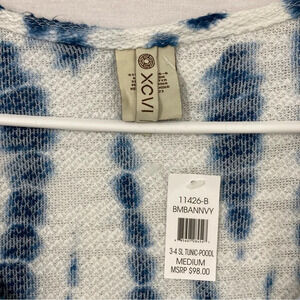 XCVI
11426-B
BMBANNVY
3-4 SL TUNIC-POODL
MEDIUM
MSRP $98.00